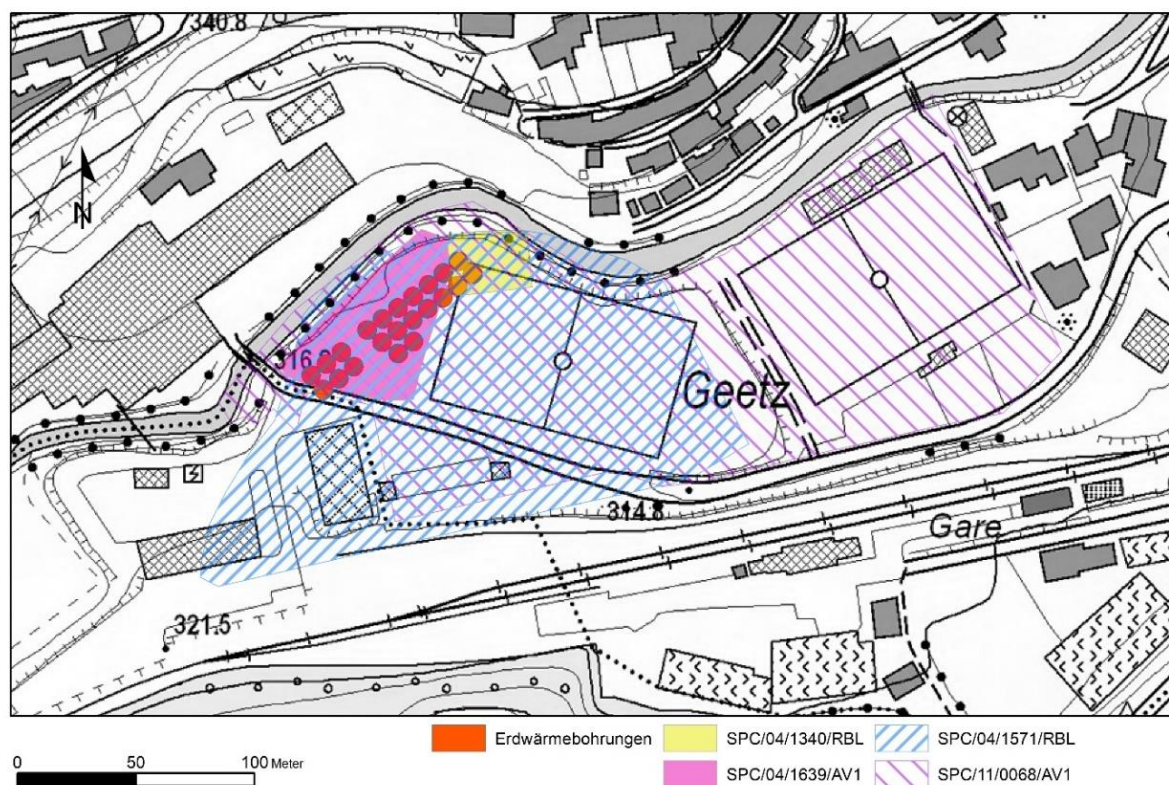 340.8
N
316.
Geetz
314.8
Gare
321.5
Erdwärmebohrungen
SPC/04/1340/RBL
SPC/04/1571/RBL
SPC/04/1639/AV1
SPC/11/0068/AV1
0 50 100 Meter